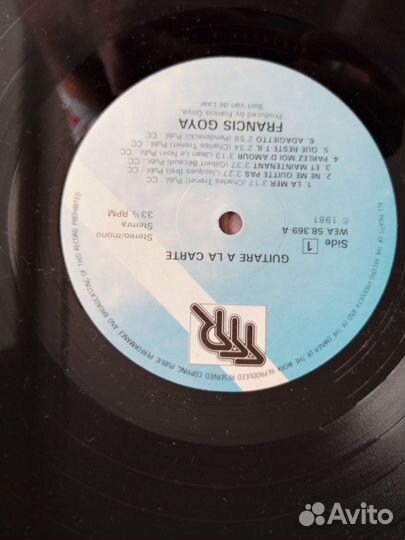 TTR
GUITARE A LA CARTE
Side 1
WEA 58.369-A
℗ 1981
Stereo/mono
Stemra
33⅓ RPM
1. LA MER 3:17 (Charles Trenet) Publ.: CC
2. NE ME QUITTE PAS 3:27 (Jacques Brel) Publ.: CC
3. ET MAINTENANT 3:37 (Gilbert Bécaud) Publ.: CC
4. PARLEZ MOI D'AMOUR 3:13 (Jean Le Noir) Publ.: CC
5. QUE RESTE-T-IL 2:34 (Charles Trenet) Publ.: CC
6. ADAGIETTO 2:58 (Penderecki) Publ.: CC
FRANCIS GOYA
Produced by Francis Goya,
Bart van de Laar
ALL RIGHTS OF THE RECORD PRODUCER AND OF THE OWNER OF THE WORK REPRODUCED RESERVED COPYING, PUBLIC PERFORMANCE AND BROADCASTING OF THIS RECORD PROHIBITED
Avito